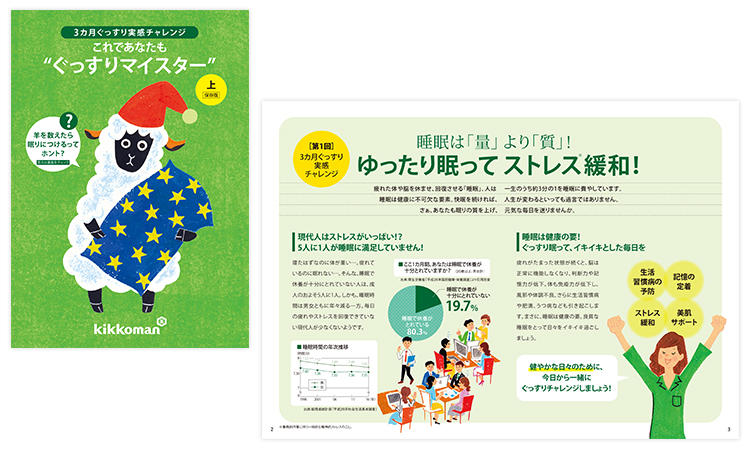 3カ月ぐっすり実感チャレンジ
これであなたも
“ぐっすりマイスター”
上
保存版
?
羊を数えたら
眠りにつけるって
ホント?
kikkoman
[第1回]
3カ月ぐっすり
実感
チャレンジ
睡眠は「量」より「質」!
ゆったり眠って ストレス緩和!
疲れた体や脳を休ませ、回復させる「睡眠」。人は 一生のうち約3分の1を睡眠に費やしています。
睡眠は健康に不可欠な要素。快眠を続ければ、 人生が変わるといっても過言ではありません。
さぁ、あなたも眠りの質を上げ、 元気な毎日を送りませんか。
現代人はストレスがいっぱい!?
5人に1人が睡眠に満足していません!
寝たはずなのに体が重い…。疲れて
いるのに眠れない…。そんな、睡眠で
休養が十分にとれていない人は、成
人のおよそ5人に1人。しかも、睡眠時
間は男女ともに年々減る一方。毎日
の疲れやストレスを回復できていな
い現代人が少なくないようです。
■ここ1カ月間、あなたは睡眠で休養が
十分とれていますか?
睡眠で休養が
十分にとれていない
19.7%
睡眠で休養が
とれている
80.3%
■睡眠時間の年次推移
睡眠は健康の要!
ぐっすり眠って、イキイキとした毎日を
疲れがたまった状態が続くと、脳は
正常に機能しなくなり、判断力や記
憶力が低下。体も免疫力が低下し、
風邪や体調不良、さらに生活習慣病
や肥満、うつ病なども引き起こしま
す。まさに、睡眠は健康の要。良質な
睡眠をとって日々をイキイキ過ごし
ましょう。
生活
習慣病の
予防
記憶の
定着
ストレス
緩和
美肌
サポート
健やかな日々のために、
今日から一緒に
ぐっすりチャレンジしましょう!
2
3